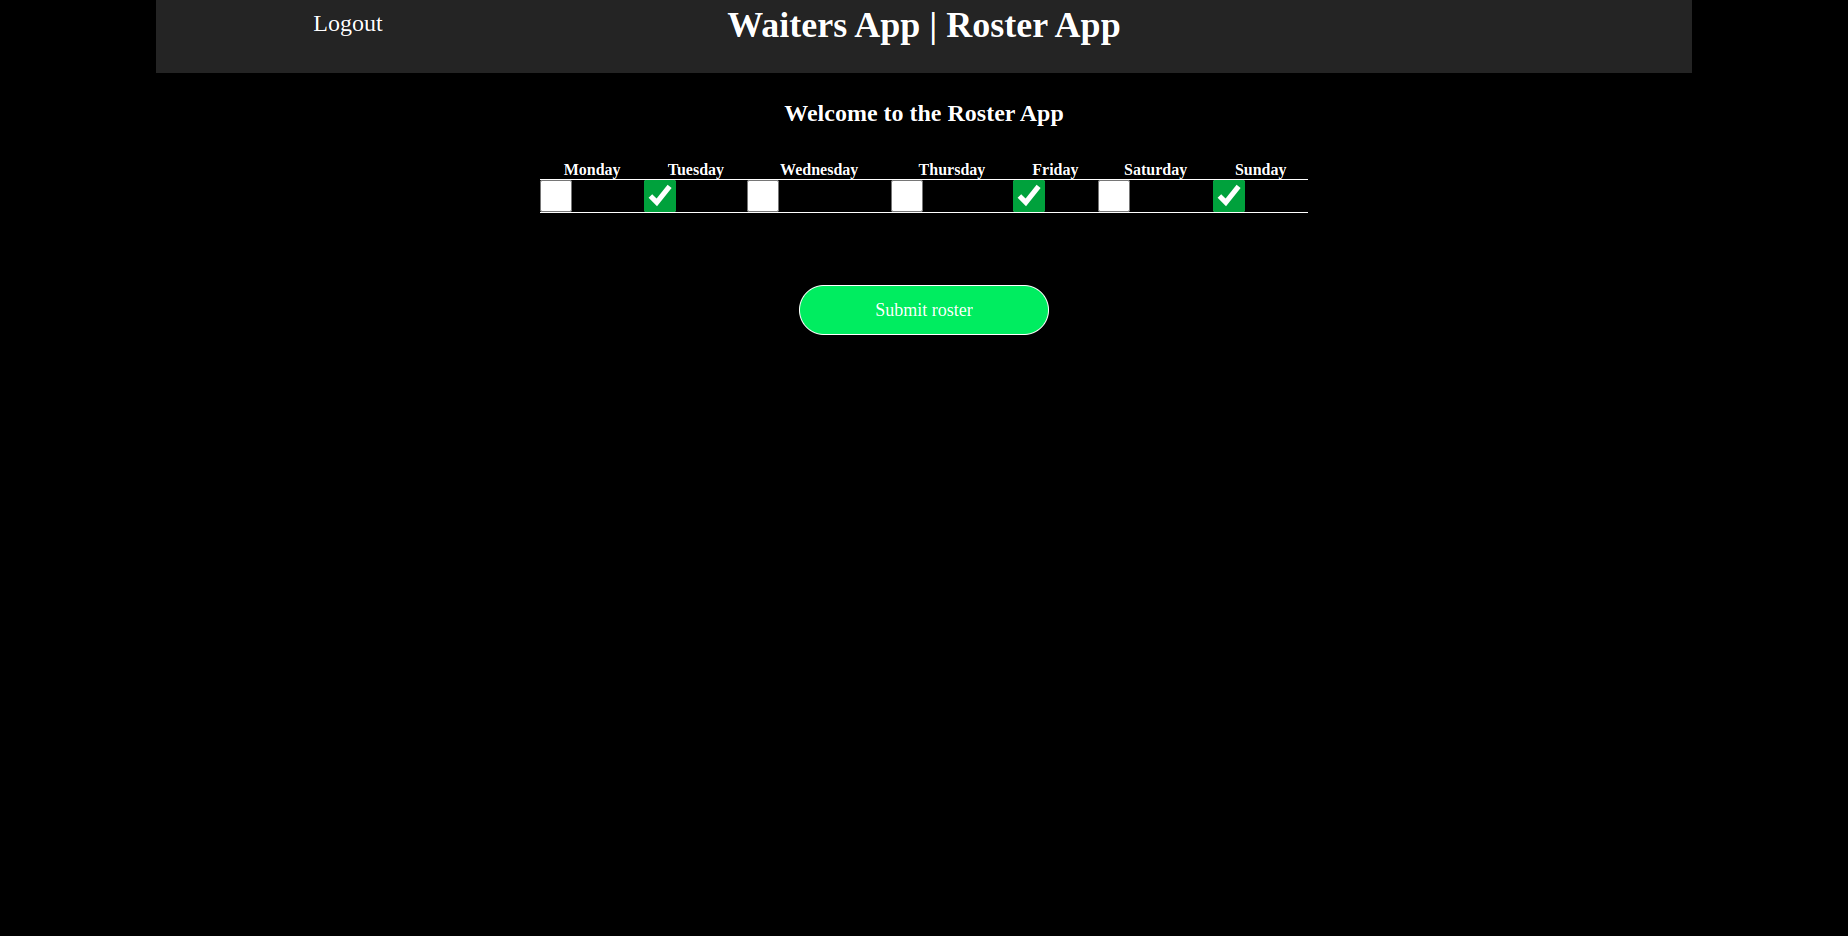 Logout
Waiters App | Roster App
Welcome to the Roster App
Monday Tuesday Wednesday Thursday Friday Saturday Sunday
Submit roster